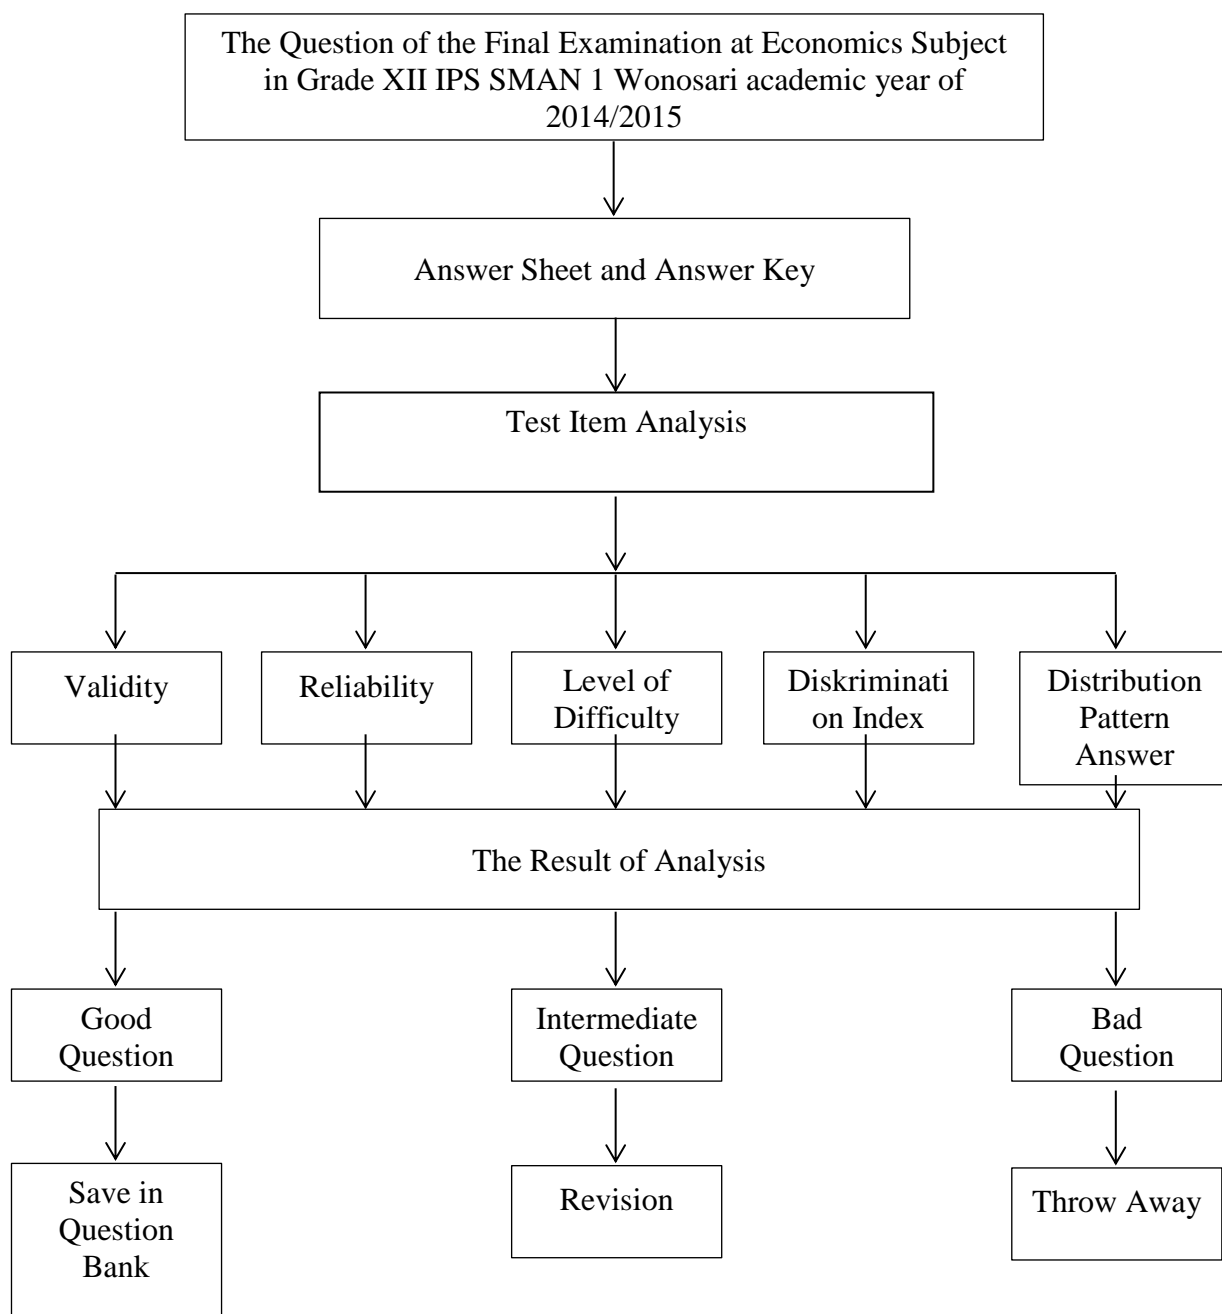 The Question of the Final Examination at Economics Subject
in Grade XII IPS SMAN 1 Wonosari academic year of
2014/2015
Answer Sheet and Answer Key
Test Item Analysis
Validity
Reliability
Level of
Difficulty
Diskriminati
on Index
Distribution
Pattern
Answer
The Result of Analysis
Good
Question
Intermediate
Question
Bad
Question
Save in
Question
Bank
Revision
Throw Away